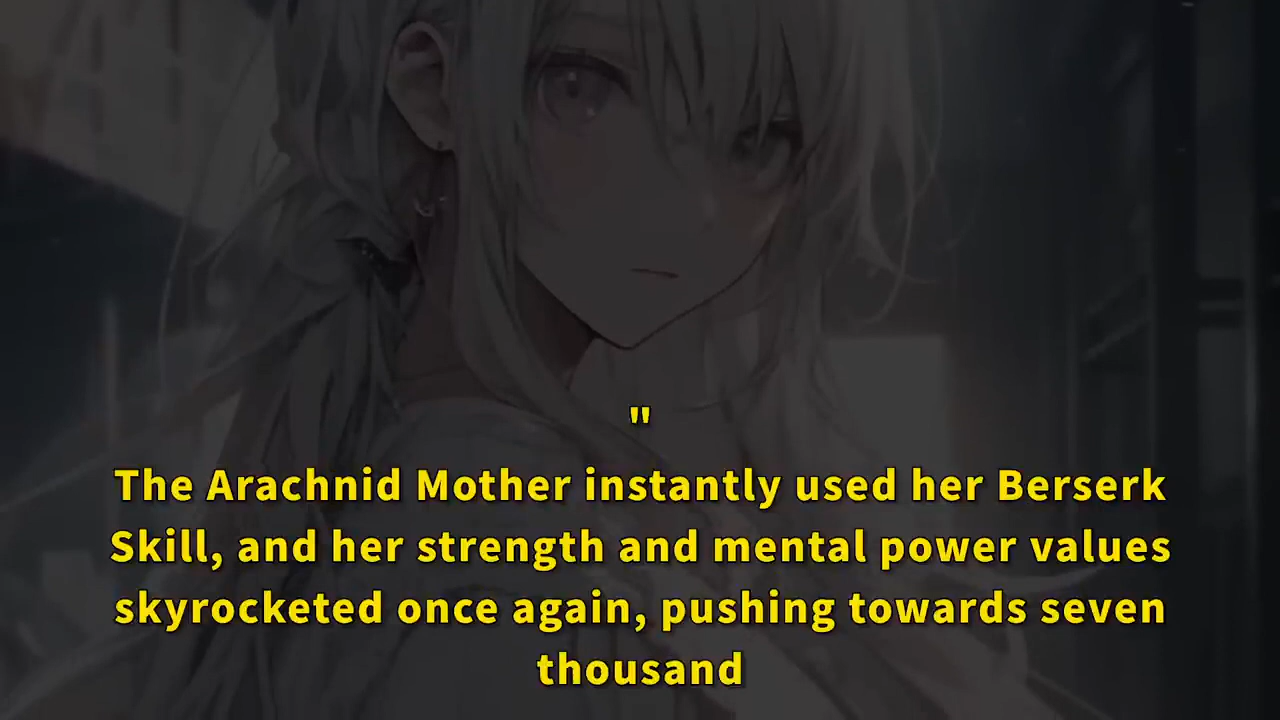 "
The Arachnid Mother instantly used her Berserk
Skill, and her strength and mental power values
skyrocketed once again, pushing towards seven
thousand